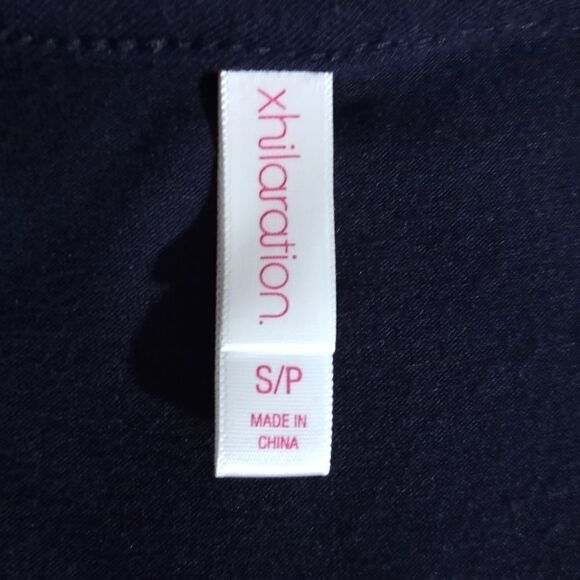 xhilaration.
S/P
MADE IN
CHINA